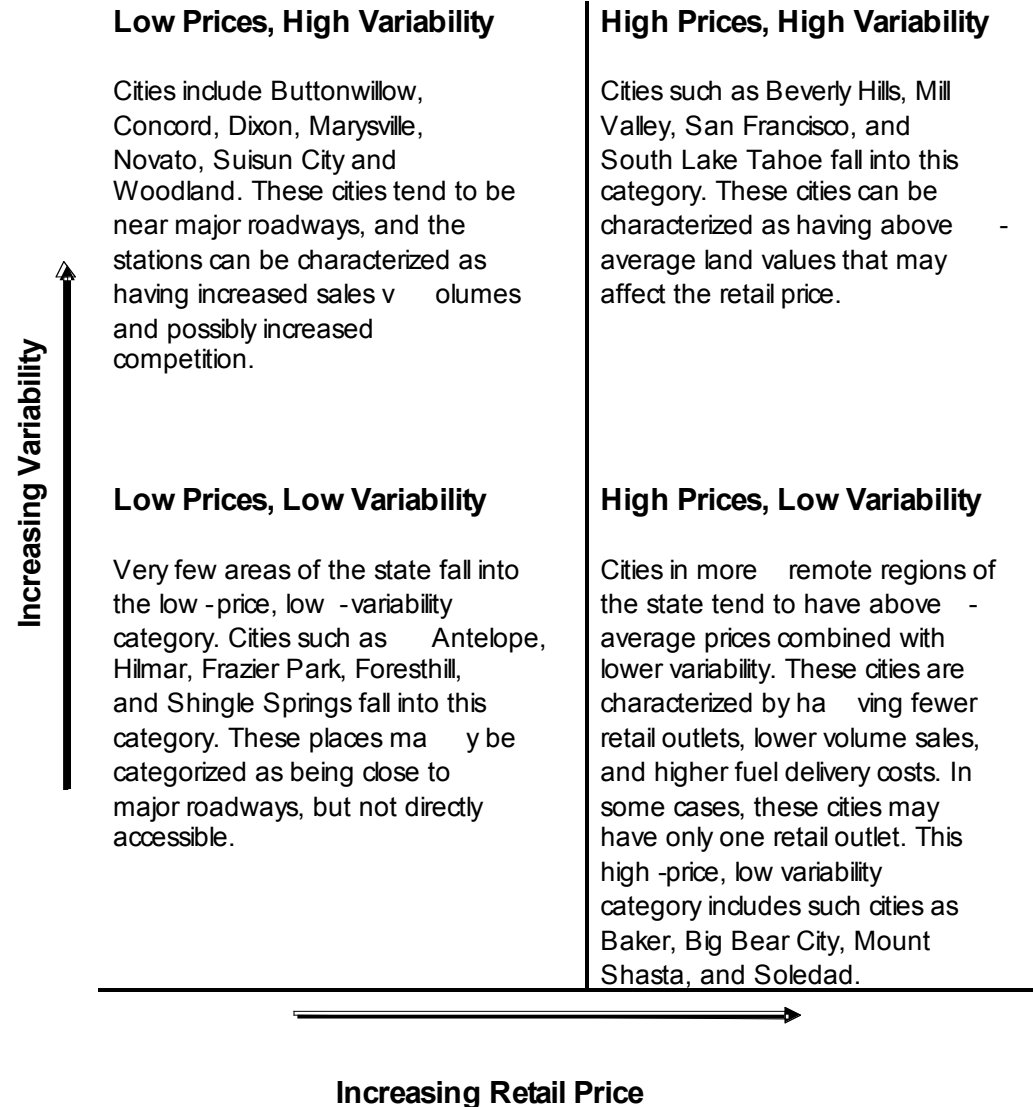 Low Prices, High Variability
Cities include Buttonwillow,
Concord, Dixon, Marysville,
Novato, Suisun City and
Woodland. These cities tend to be
near major roadways, and the
stations can be characterized as
having increased sales v olumes
and possibly increased
competition.
High Prices, High Variability
Cities such as Beverly Hills, Mill
Valley, San Francisco, and
South Lake Tahoe fall into this
category. These cities can be
characterized as having above -
average land values that may
affect the retail price.
Increasing Variability
Low Prices, Low Variability
Very few areas of the state fall into
the low -price, low -variability
category. Cities such as Antelope,
Hilmar, Frazier Park, Foresthill,
and Shingle Springs fall into this
category. These places ma y be
categorized as being close to
major roadways, but not directly
accessible.
High Prices, Low Variability
Cities in more remote regions of
the state tend to have above -
average prices combined with
lower variability. These cities are
characterized by ha ving fewer
retail outlets, lower volume sales,
and higher fuel delivery costs. In
some cases, these cities may
have only one retail outlet. This
high -price, low variability
category includes such cities as
Baker, Big Bear City, Mount
Shasta, and Soledad.
Increasing Retail Price